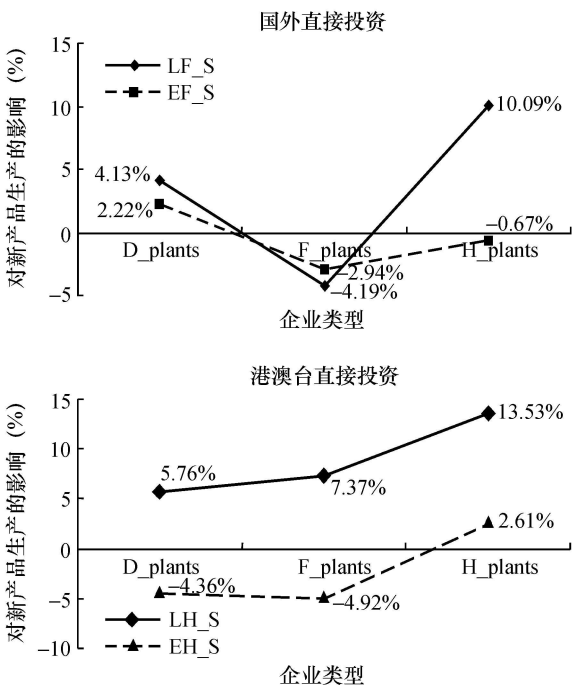 国外直接投资
对新产品生产的影响 (%)
15
10
5
0
−5
LF_S
EF_S
4.13%
2.22%
10.09%
−0.67%
−2.94%
−4.19%
D_plants
F_plants
H_plants
企业类型
港澳台直接投资
对新产品生产的影响 (%)
15
10
5
0
−5
−10
13.53%
5.76%
7.37%
2.61%
D_plants
F_plants
H_plants
−4.36%
−4.92%
LH_S
EH_S
企业类型